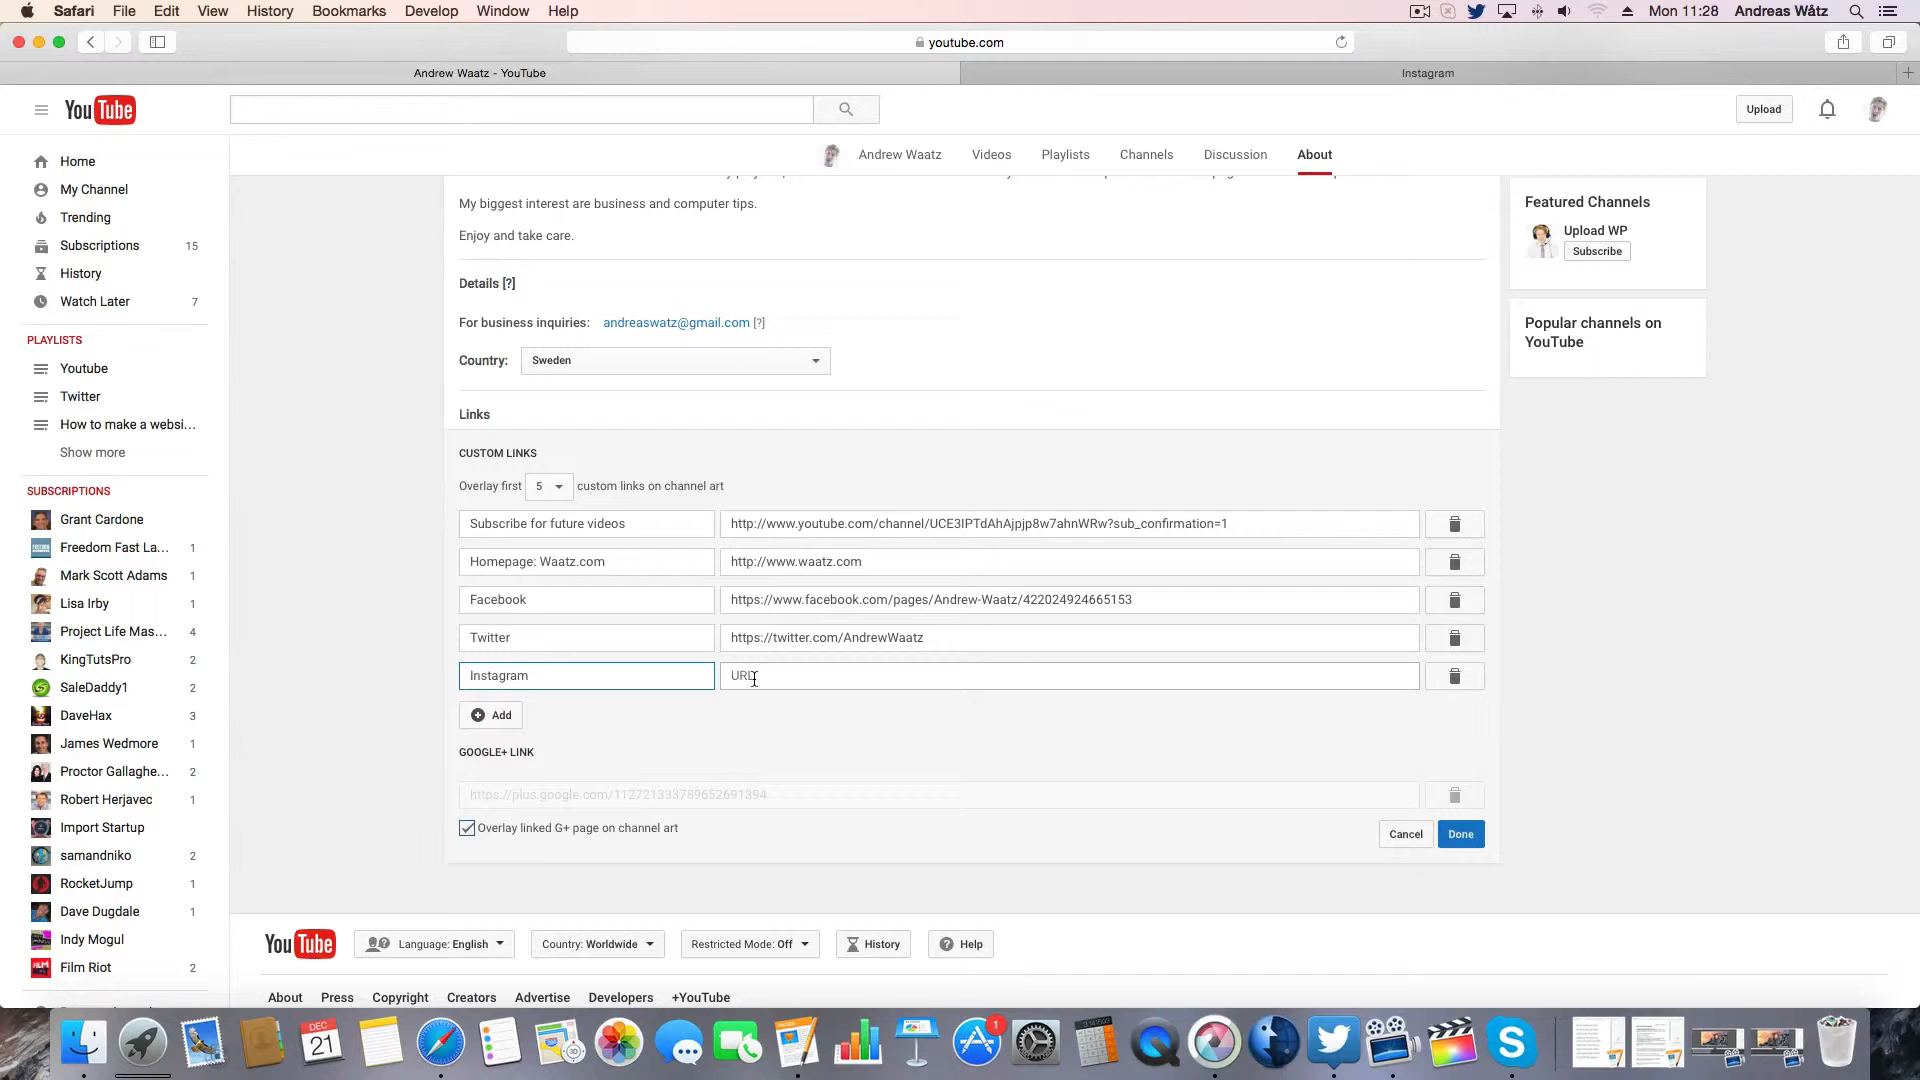 Safari File Edit View History Bookmarks Develop Window Help
Mon 11:28 Andreas Wåtz
youtube.com
Andrew Waatz - YouTube
Instagram
YouTube
Upload
Home
My Channel
Trending
Subscriptions 15
History
Watch Later 7
PLAYLISTS
Youtube
Twitter
How to make a websi...
Show more
SUBSCRIPTIONS
Grant Cardone
Freedom Fast La... 1
Mark Scott Adams 1
Lisa Irby 1
Project Life Mas... 4
KingTutsPro 2
SaleDaddy1 2
DaveHax 3
James Wedmore 1
Proctor Gallaghe... 2
Robert Herjavec 1
Import Startup
samandniko 2
RocketJump 1
Dave Dugdale 1
Indy Mogul
Film Riot 2
Andrew Waatz Videos Playlists Channels Discussion About
My biggest interest are business and computer tips.
Enjoy and take care.
Details [?]
For business inquiries: andreaswatz@gmail.com [?]
Country: Sweden
Links
CUSTOM LINKS
Overlay first 5 custom links on channel art
Subscribe for future videos http://www.youtube.com/channel/UCE3IPTdAhAjpjp8w7ahnWRw?sub_confirmation=1
Homepage: Waatz.com http://www.waatz.com
Facebook https://www.facebook.com/pages/Andrew-Waatz/422024924665153
Twitter https://twitter.com/AndrewWaatz
Instagram URL
Add
GOOGLE+ LINK
https://plus.google.com/112721333789652691394
Overlay linked G+ page on channel art
Cancel Done
Featured Channels
Upload WP
Subscribe
Popular channels on
YouTube
YouTube Language: English Country: Worldwide Restricted Mode: Off History Help
About Press Copyright Creators Advertise Developers +YouTube
DEC
21
1